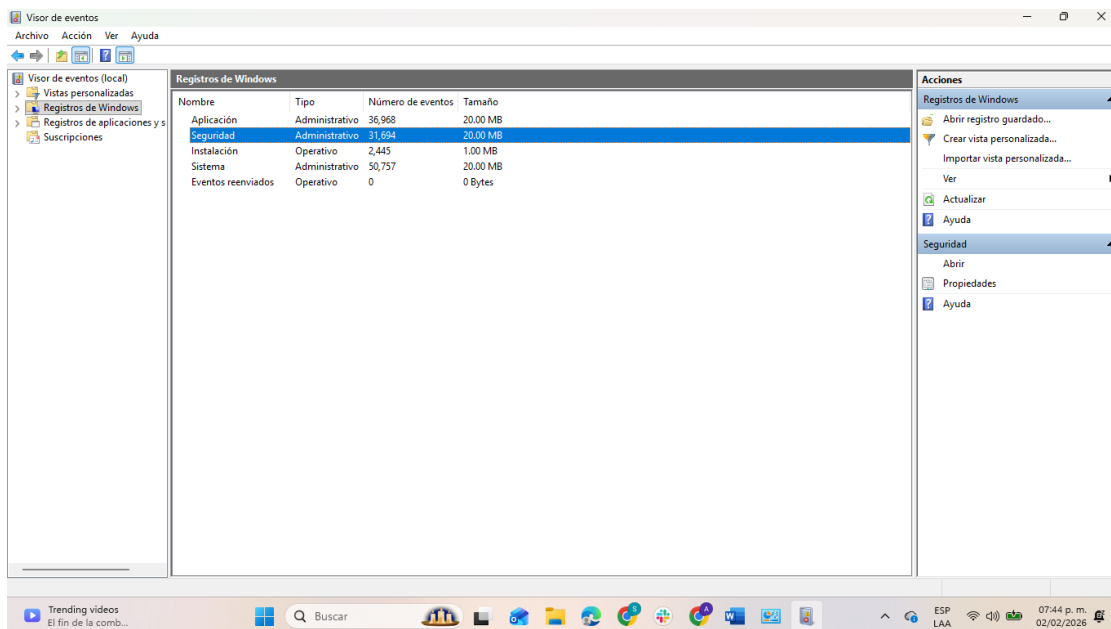 Visor de eventos
Archivo Acción Ver Ayuda
Visor de eventos (local)
Vistas personalizadas
Registros de Windows
Registros de aplicaciones y s
Suscripciones
Registros de Windows
Nombre Tipo Número de eventos Tamaño
Aplicación Administrativo 36,968 20.00 MB
Seguridad Administrativo 31,694 20.00 MB
Instalación Operativo 2,445 1.00 MB
Sistema Administrativo 50,757 20.00 MB
Eventos reenviados Operativo 0 0 Bytes
Acciones
Registros de Windows
Abrir registro guardado...
Crear vista personalizada...
Importar vista personalizada...
Ver
Actualizar
Ayuda
Seguridad
Abrir
Propiedades
Ayuda
Trending videos
El fin de la comb...
Buscar
ESP
LAA
07:44 p. m.
02/02/2026